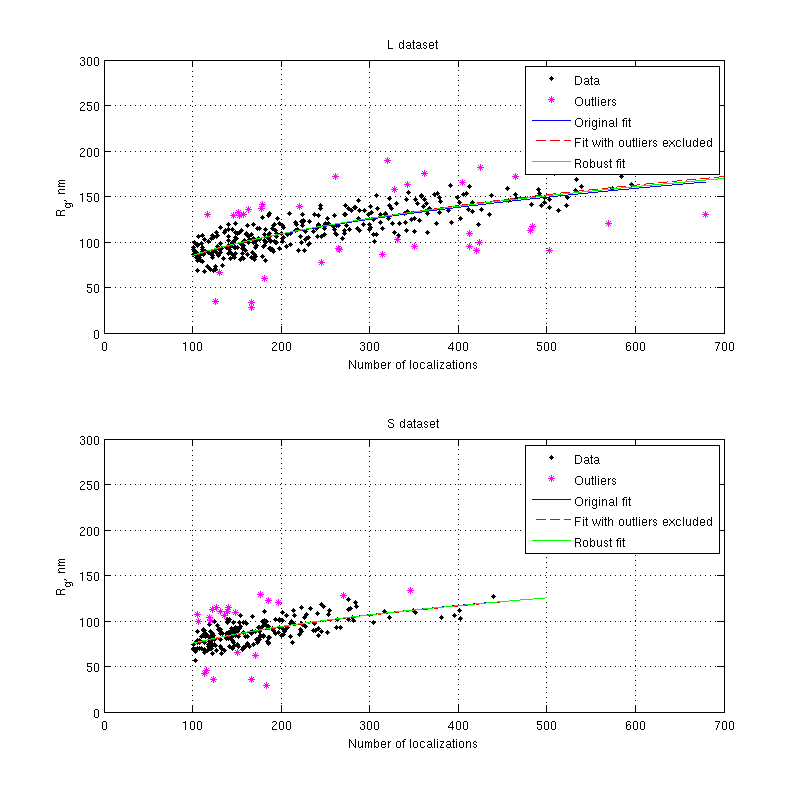 L dataset
300
250
200
150
100
50
0
Rg, nm
Data
Outliers
Original fit
Fit with outliers excluded
Robust fit
0 100 200 300 400 500 600 700
Number of localizations
S dataset
300
250
200
150
100
50
0
Rg, nm
Data
Outliers
Original fit
Fit with outliers excluded
Robust fit
0 100 200 300 400 500 600 700
Number of localizations